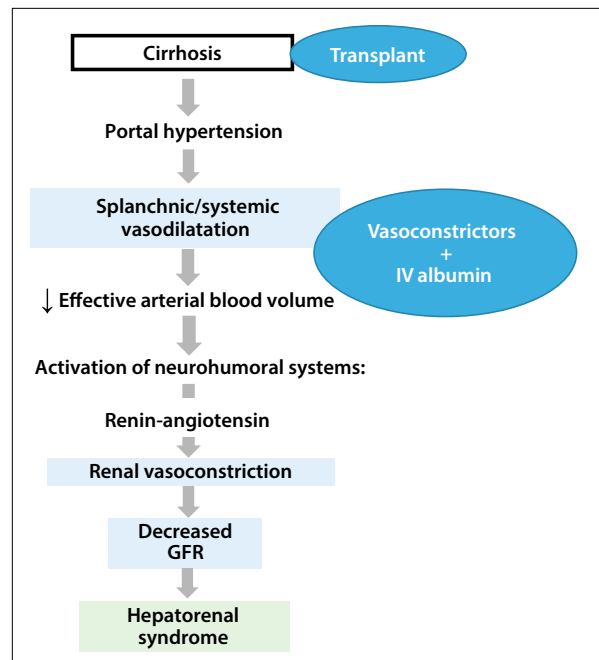 Cirrhosis
Transplant
Portal hypertension
Splanchnic/systemic
vasodilatation
Vasoconstrictors
+
IV albumin
↓ Effective arterial blood volume
Activation of neurohumoral systems:
Renin-angiotensin
Renal vasoconstriction
Decreased
GFR
Hepatorenal
syndrome